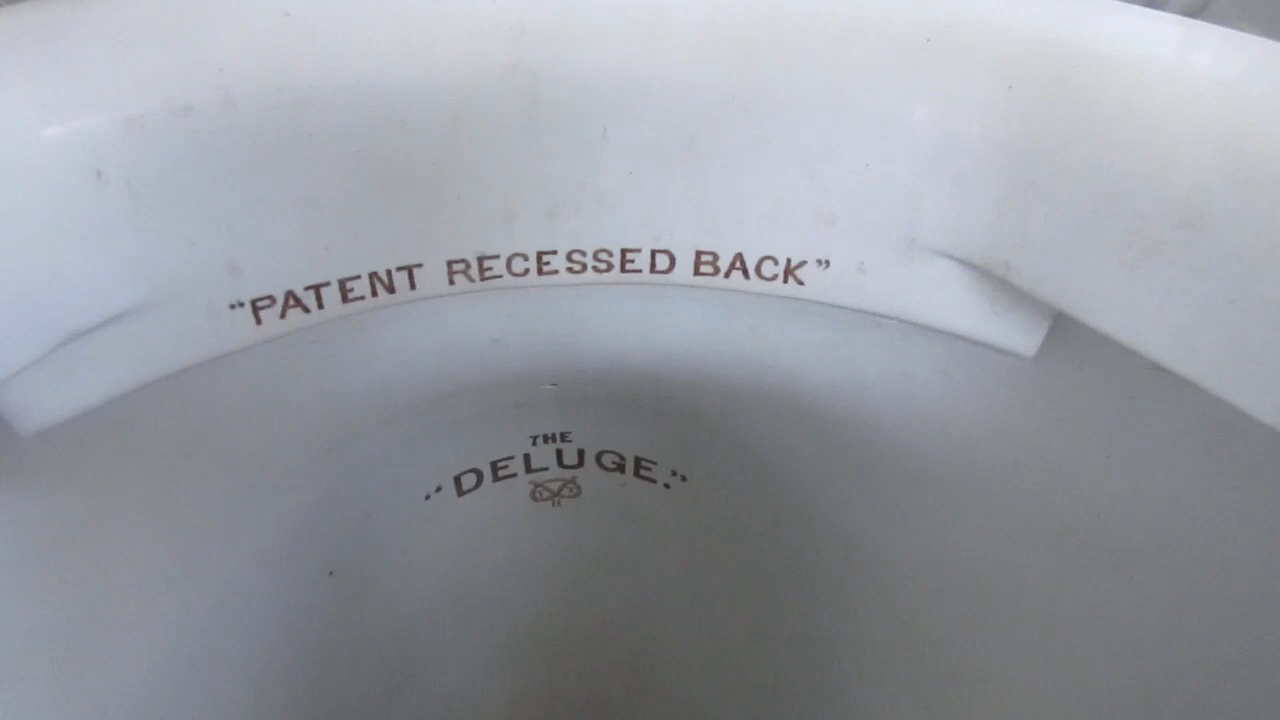 “PATENT RECESSED BACK”
THE
“DELUGE.”